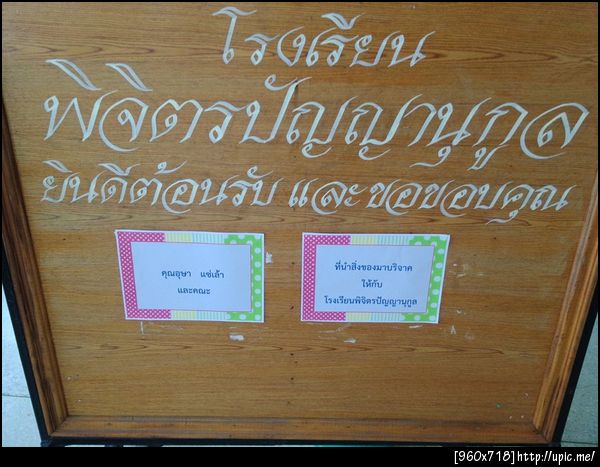 โรงเรียน
พิจิตรปัญญานุกูล
ยินดีต้อนรับ และ ขอขอบคุณ
คุณอุษา แซ่เล้า
และคณะ
ที่นำสิ่งของมาบริจาค
ให้กับ
โรงเรียนพิจิตรปัญญานุกูล
[960x718]http://upic.me/